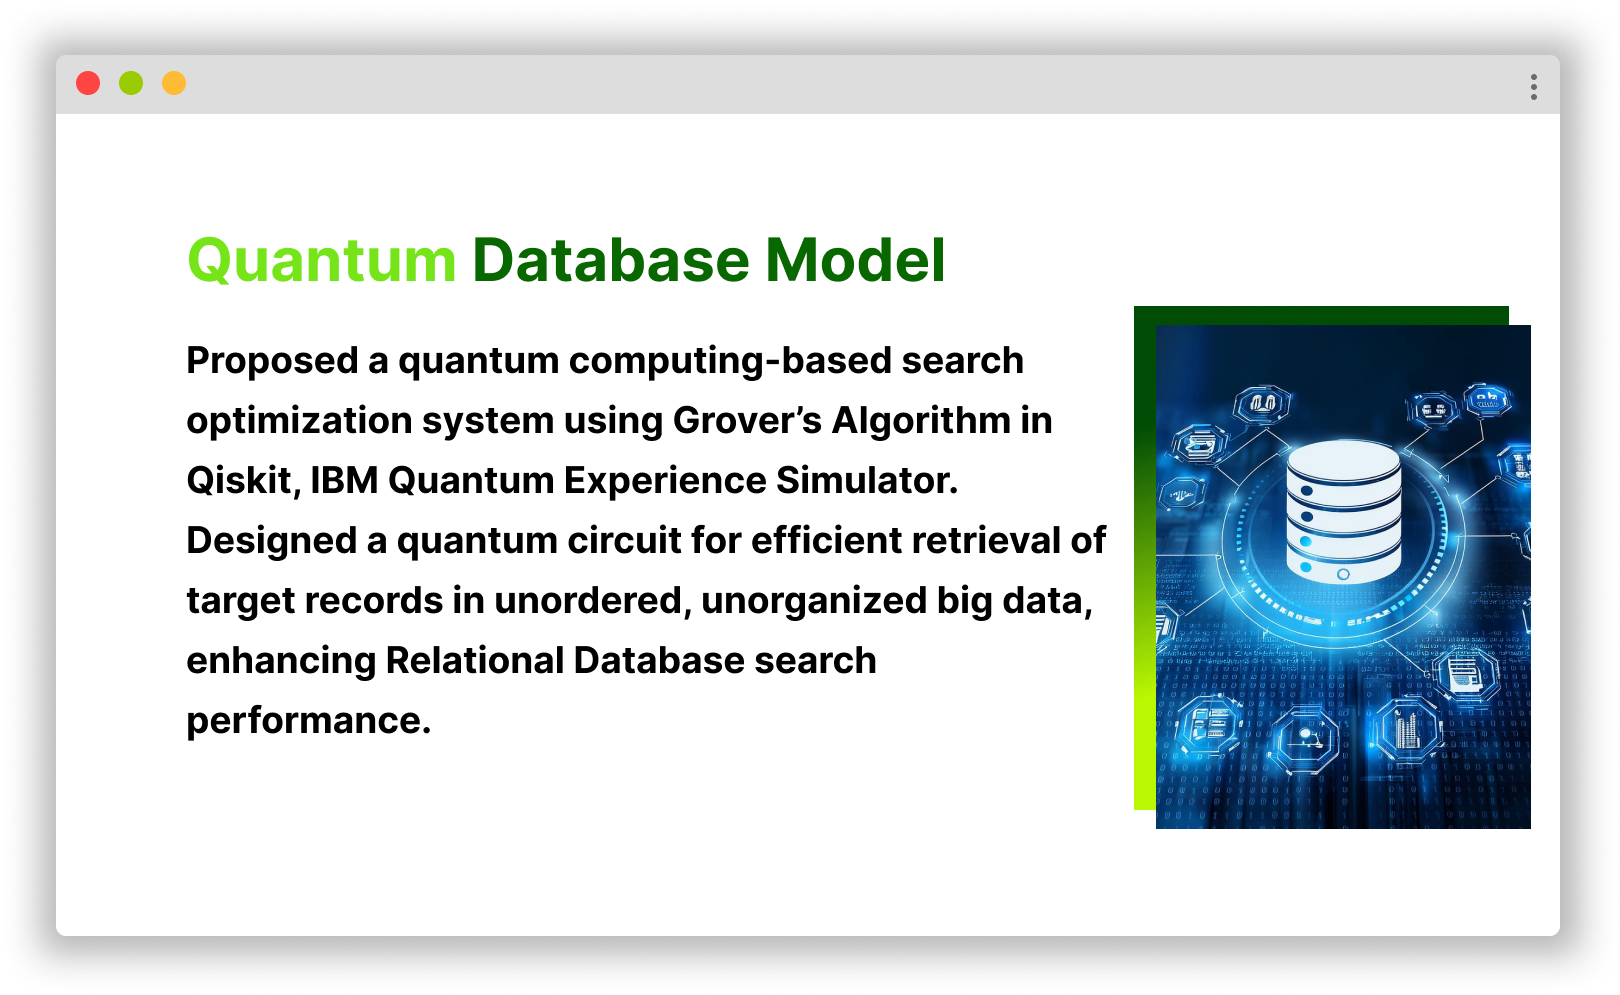 Quantum Database Model
Proposed a quantum computing-based search
optimization system using Grover’s Algorithm in
Qiskit, IBM Quantum Experience Simulator.
Designed a quantum circuit for efficient retrieval of
target records in unordered, unorganized big data,
enhancing Relational Database search
performance.